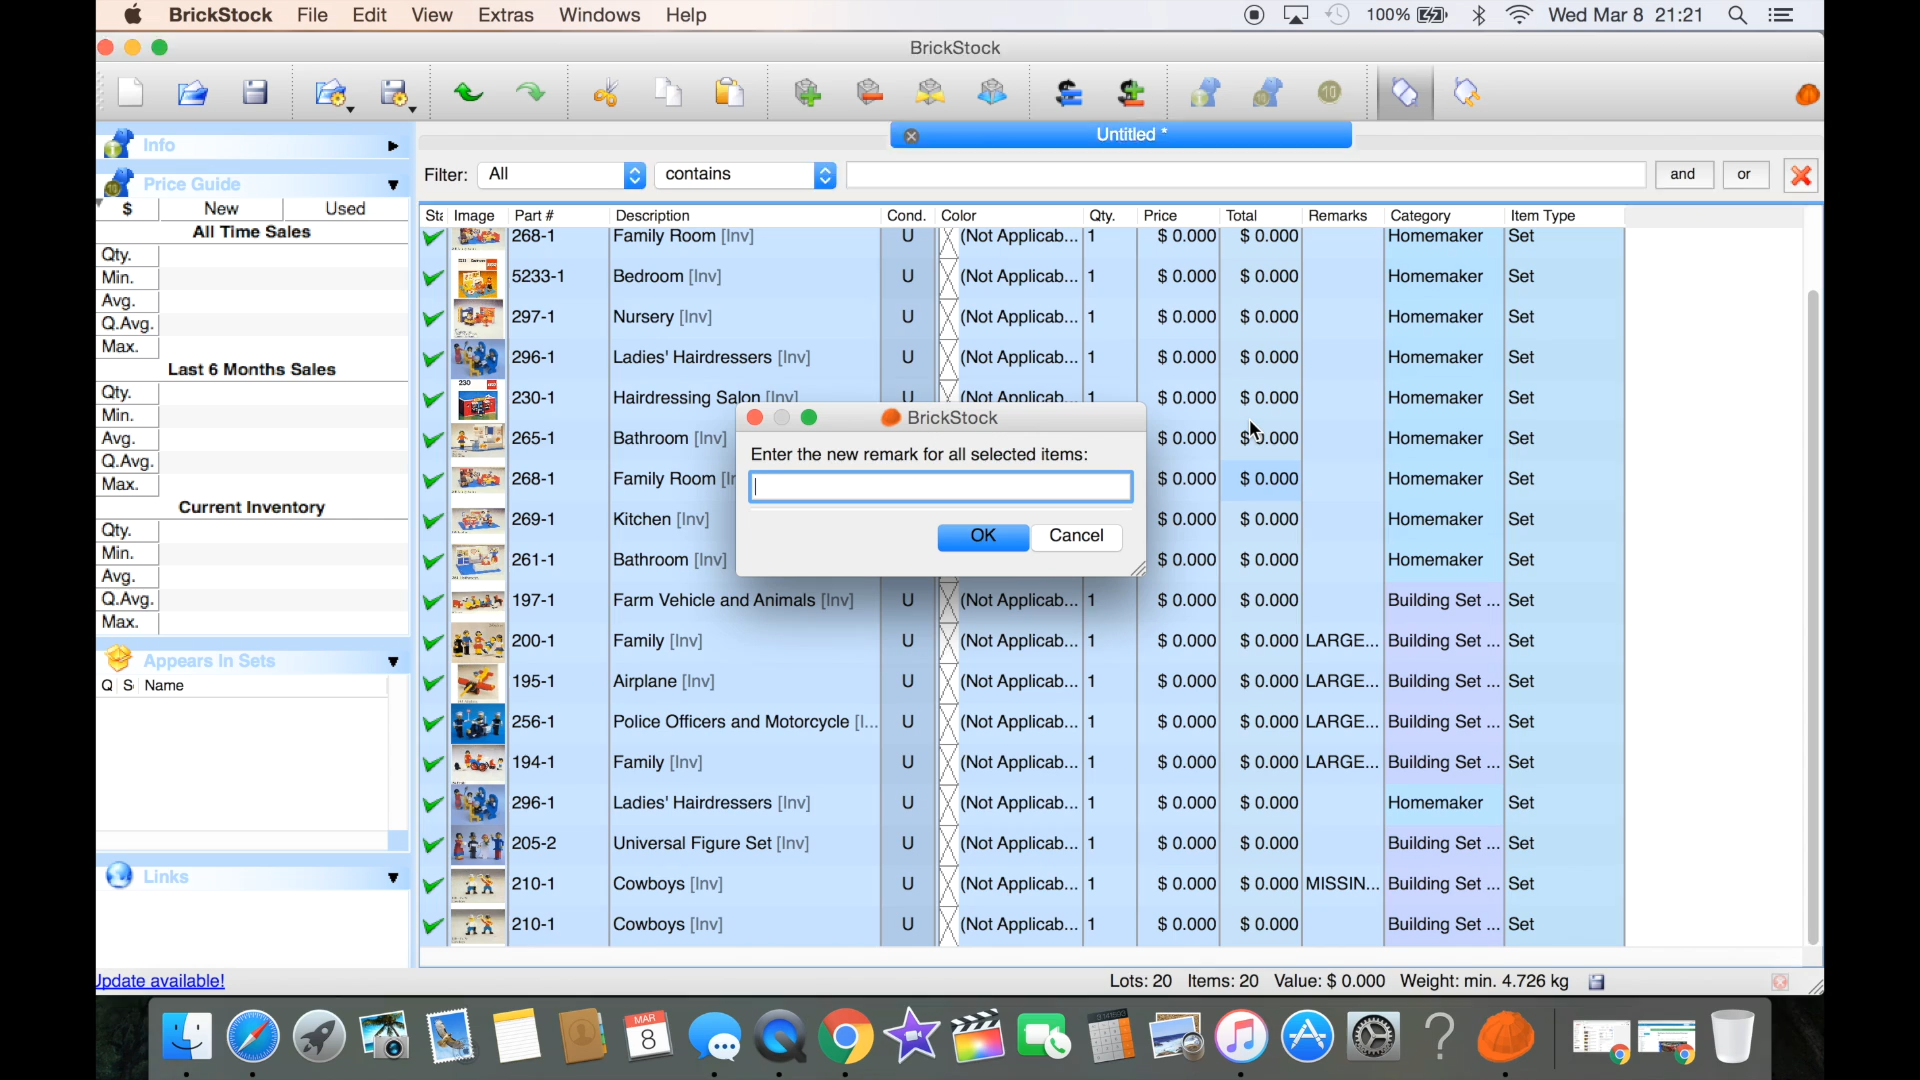 BrickStock File Edit View Extras Windows Help 100% Wed Mar 8 21:21
BrickStock
Untitled *
Info
Price Guide
$ New Used
All Time Sales
Qty.
Min.
Avg.
Q.Avg.
Max.
Last 6 Months Sales
Qty.
Min.
Avg.
Q.Avg.
Max.
Current Inventory
Qty.
Min.
Avg.
Q.Avg.
Max.
Appears In Sets
Q S Name
Links
Update available!
Filter: All contains and or
Sta Image Part # Description Cond. Color Qty. Price Total Remarks Category Item Type
268-1 Family Room [Inv] U (Not Applicab... 1 $ 0.000 $ 0.000 Homemaker Set
5233-1 Bedroom [Inv] U (Not Applicab... 1 $ 0.000 $ 0.000 Homemaker Set
297-1 Nursery [Inv] U (Not Applicab... 1 $ 0.000 $ 0.000 Homemaker Set
296-1 Ladies' Hairdressers [Inv] U (Not Applicab... 1 $ 0.000 $ 0.000 Homemaker Set
230-1 Hairdressing Salon [Inv] U (Not Applicab... 1 $ 0.000 $ 0.000 Homemaker Set
265-1 Bathroom [Inv] $ 0.000 $ 0.000 Homemaker Set
268-1 Family Room [Ir $ 0.000 $ 0.000 Homemaker Set
269-1 Kitchen [Inv] $ 0.000 $ 0.000 Homemaker Set
261-1 Bathroom [Inv] $ 0.000 $ 0.000 Homemaker Set
197-1 Farm Vehicle and Animals [Inv] U (Not Applicab... 1 $ 0.000 $ 0.000 Building Set ... Set
200-1 Family [Inv] U (Not Applicab... 1 $ 0.000 $ 0.000 LARGE... Building Set ... Set
195-1 Airplane [Inv] U (Not Applicab... 1 $ 0.000 $ 0.000 LARGE... Building Set ... Set
256-1 Police Officers and Motorcycle [I... U (Not Applicab... 1 $ 0.000 $ 0.000 LARGE... Building Set ... Set
194-1 Family [Inv] U (Not Applicab... 1 $ 0.000 $ 0.000 LARGE... Building Set ... Set
296-1 Ladies' Hairdressers [Inv] U (Not Applicab... 1 $ 0.000 $ 0.000 Homemaker Set
205-2 Universal Figure Set [Inv] U (Not Applicab... 1 $ 0.000 $ 0.000 Building Set ... Set
210-1 Cowboys [Inv] U (Not Applicab... 1 $ 0.000 $ 0.000 MISSIN... Building Set ... Set
210-1 Cowboys [Inv] U (Not Applicab... 1 $ 0.000 $ 0.000 Building Set ... Set
BrickStock
Enter the new remark for all selected items:
OK Cancel
Lots: 20 Items: 20 Value: $ 0.000 Weight: min. 4.726 kg
MAR
8